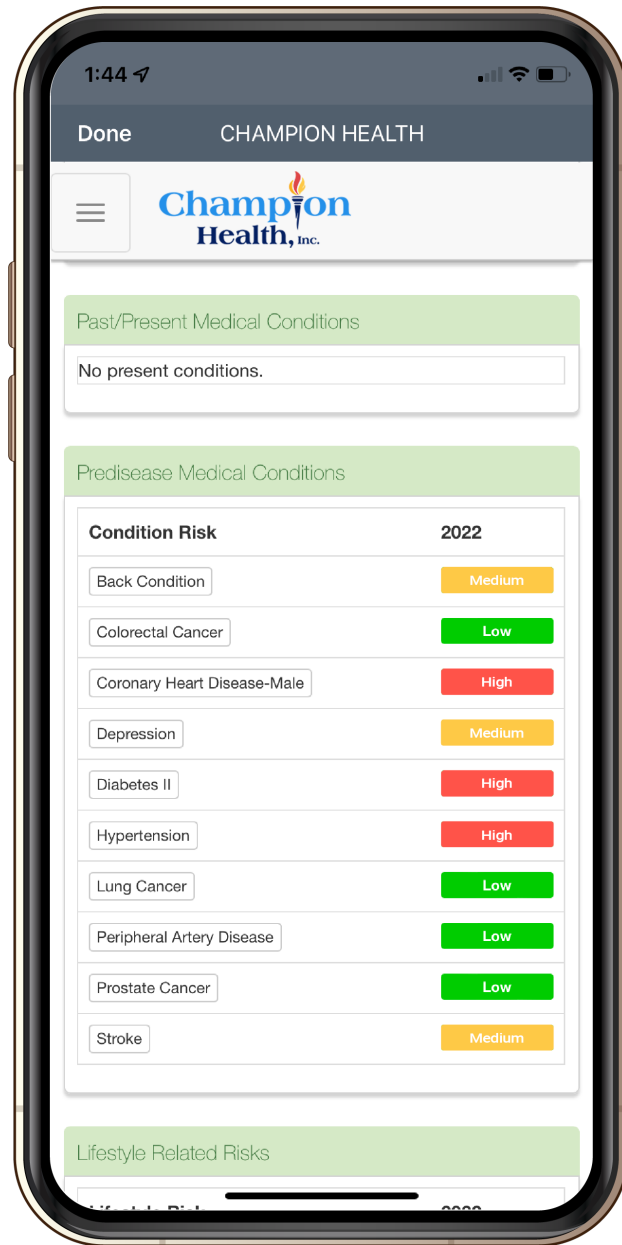 1:44
Done CHAMPION HEALTH
Champion
Health, Inc.
Past/Present Medical Conditions
No present conditions.
Predisease Medical Conditions
Condition Risk 2022
Back Condition Medium
Colorectal Cancer Low
Coronary Heart Disease-Male High
Depression Medium
Diabetes II High
Hypertension High
Lung Cancer Low
Peripheral Artery Disease Low
Prostate Cancer Low
Stroke Medium
Lifestyle Related Risks